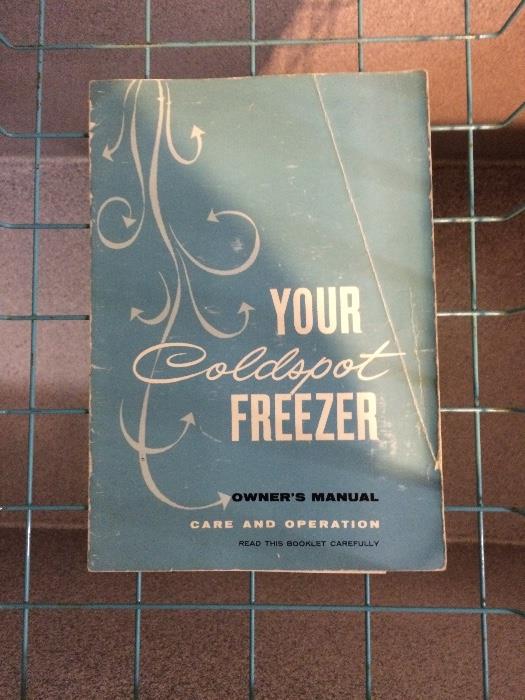 YOUR
Coldspot
FREEZER
OWNER'S MANUAL
CARE AND OPERATION
READ THIS BOOKLET CAREFULLY